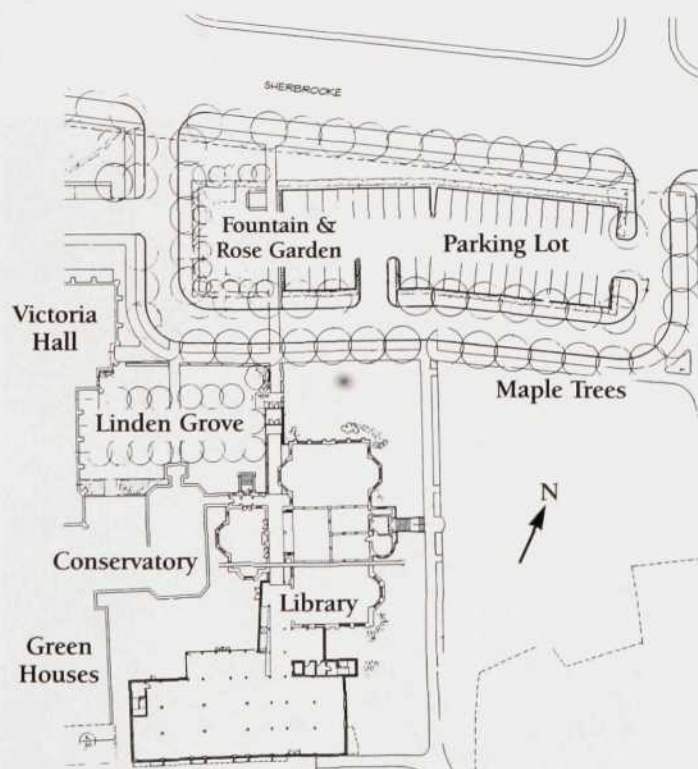 SHERBROOKE
Fountain &
Rose Garden
Parking Lot
Victoria
Hall
Maple Trees
Linden Grove
N
Conservatory
Library
Green
Houses